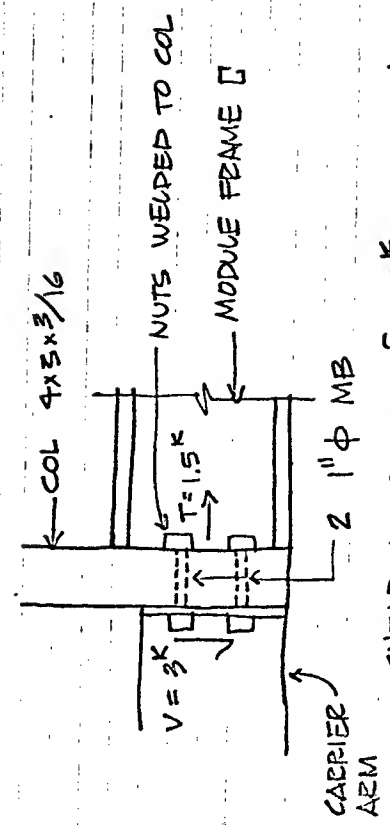 COL 4x3x3/16
NUTS WELDED TO COL
T=1.5K
V=3K
MODULE FRAME [
2 1"φ MB
CARRIER
ARM
K